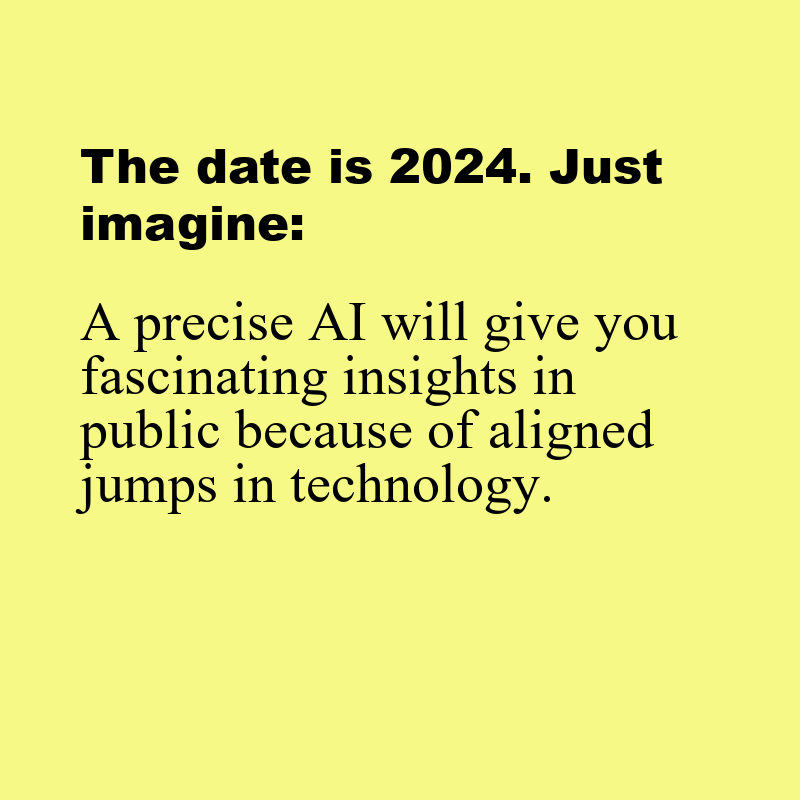 The date is 2024. Just
imagine:
A precise AI will give you
fascinating insights in
public because of aligned
jumps in technology.